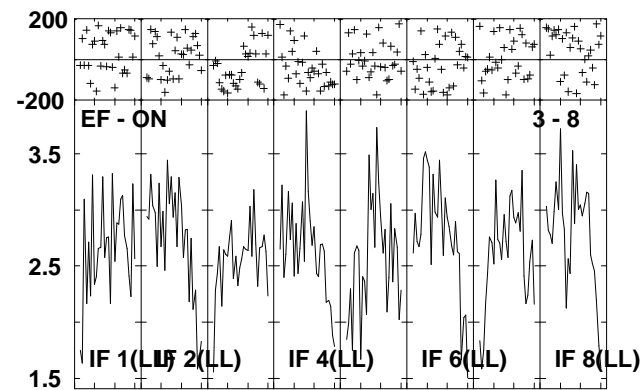 200
-200
EF - ON 3 - 8
3.5
2.5
IF 1(LL) IF 2(LL) IF 4(LL) IF 6(LL) IF 8(LL)
1.5